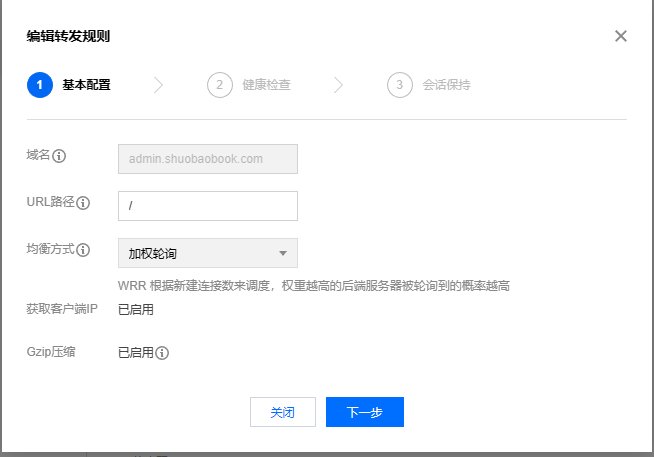 编辑转发规则
1 基本配置 2 健康检查 3 会话保持
域名 admin.shuobaobook.com
URL路径 /
均衡方式 加权轮询
WRR 根据新建连接数来调度，权重越高的后端服务器被轮询到的概率越高
获取客户端IP 已启用
Gzip压缩 已启用
关闭 下一步